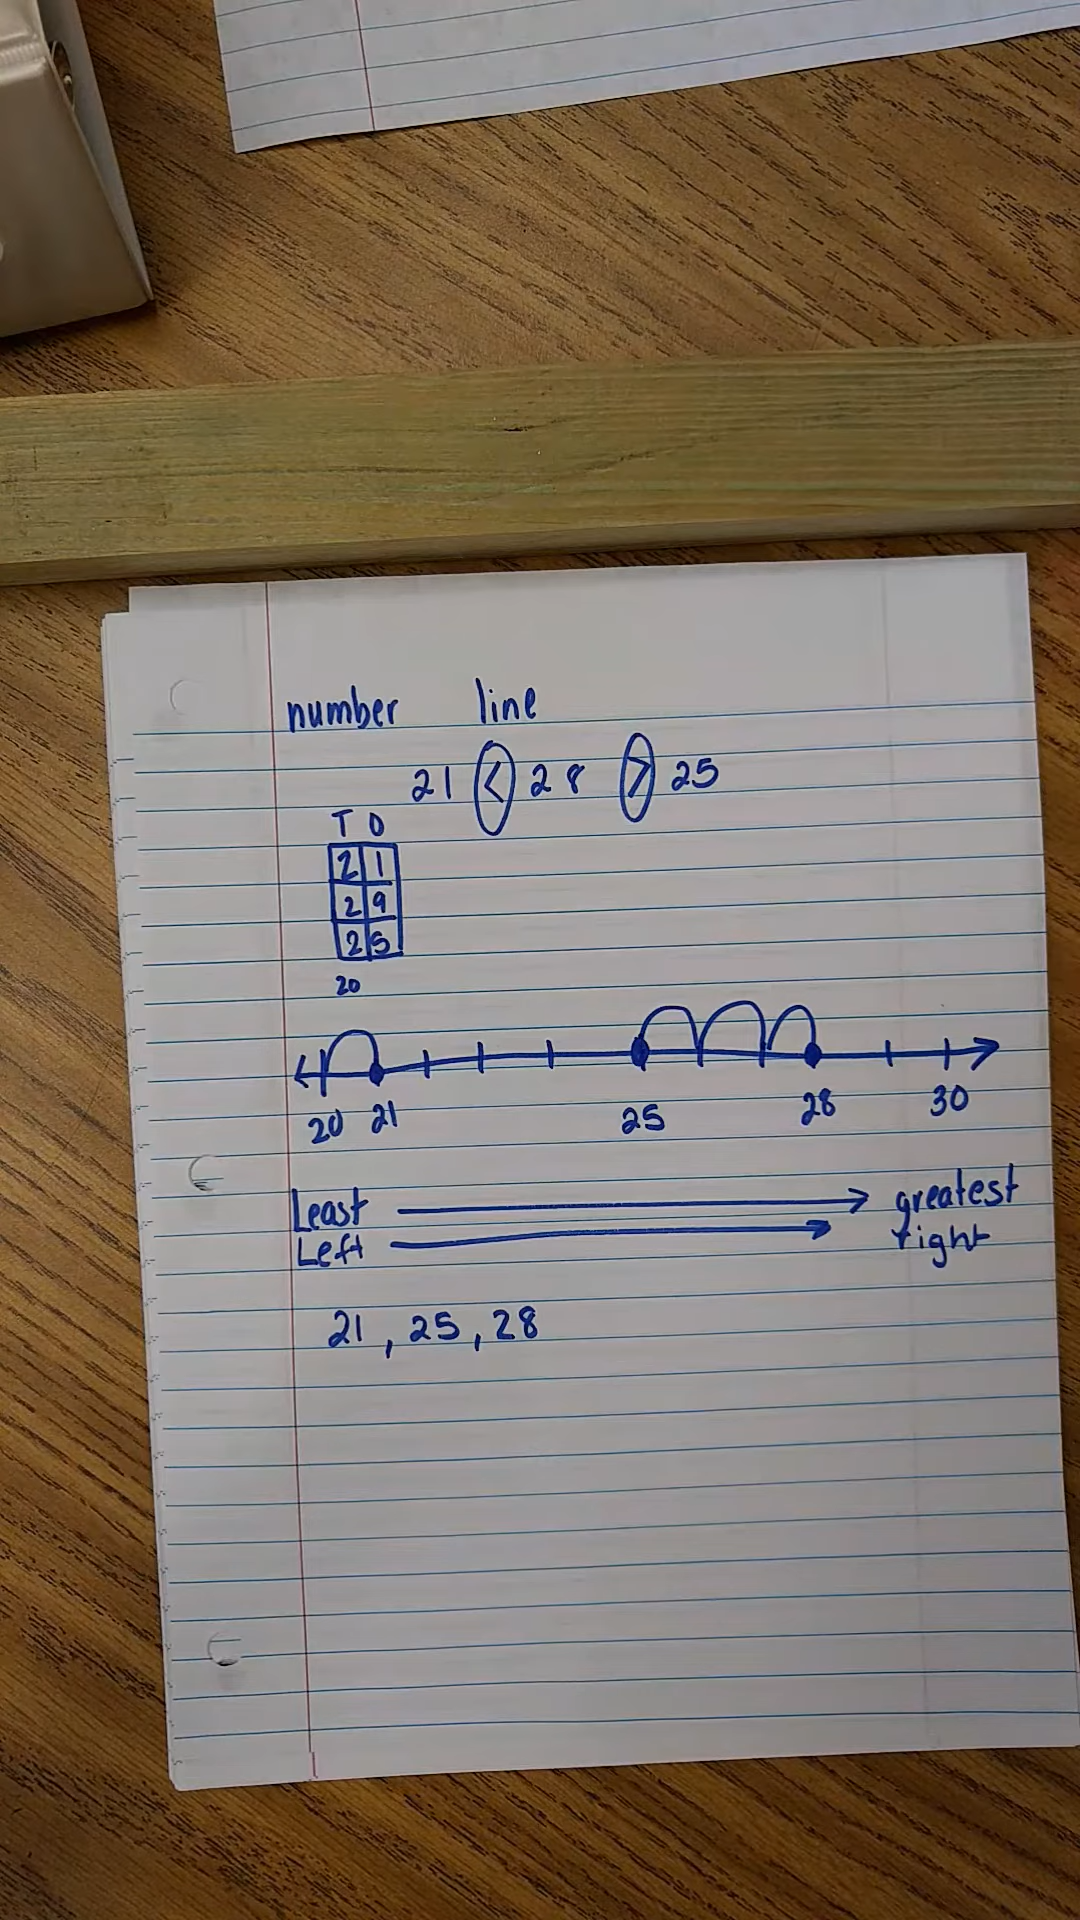 number line
21 < 28 > 25
T O
2 1
2 9
2 5
20
20 21 25 28 30
Least greatest
Left right
21, 25, 28